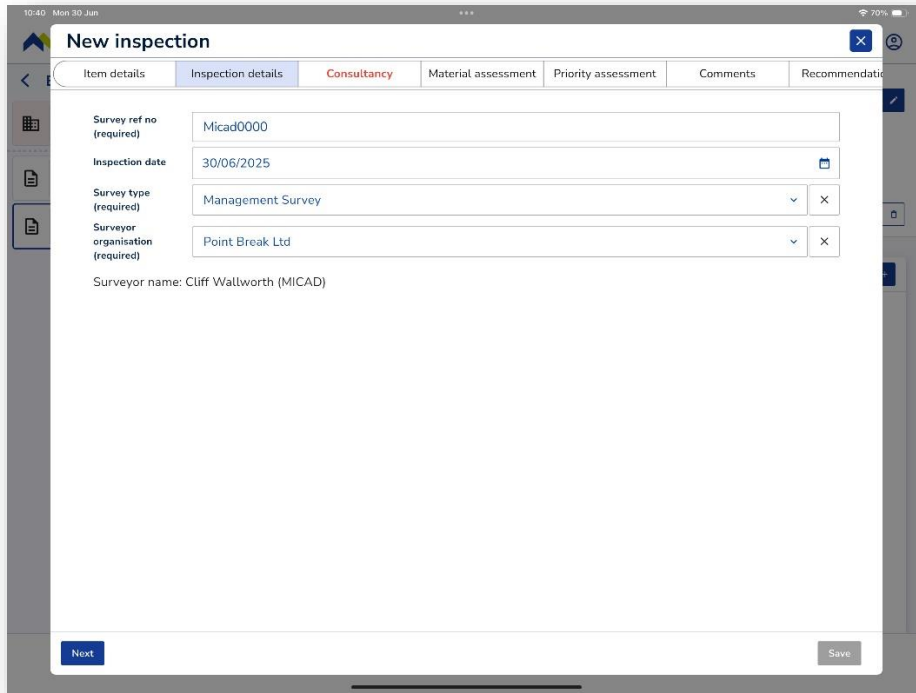 10:40 Mon 30 Jun
70%
New inspection
Item details
Inspection details
Consultancy
Material assessment
Priority assessment
Comments
Recommendatio
Survey ref no
(required)
Micad0000
Inspection date
30/06/2025
Survey type
(required)
Management Survey
Surveyor
organisation
(required)
Point Break Ltd
Surveyor name: Cliff Wallworth (MICAD)
Next
Save